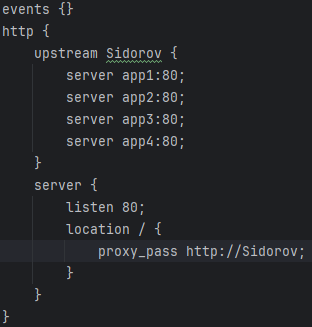 events {}
http {
    upstream Sidorov {
        server app1:80;
        server app2:80;
        server app3:80;
        server app4:80;
    }
    server {
        listen 80;
        location / {
            proxy_pass http://Sidorov;
        }
    }
}